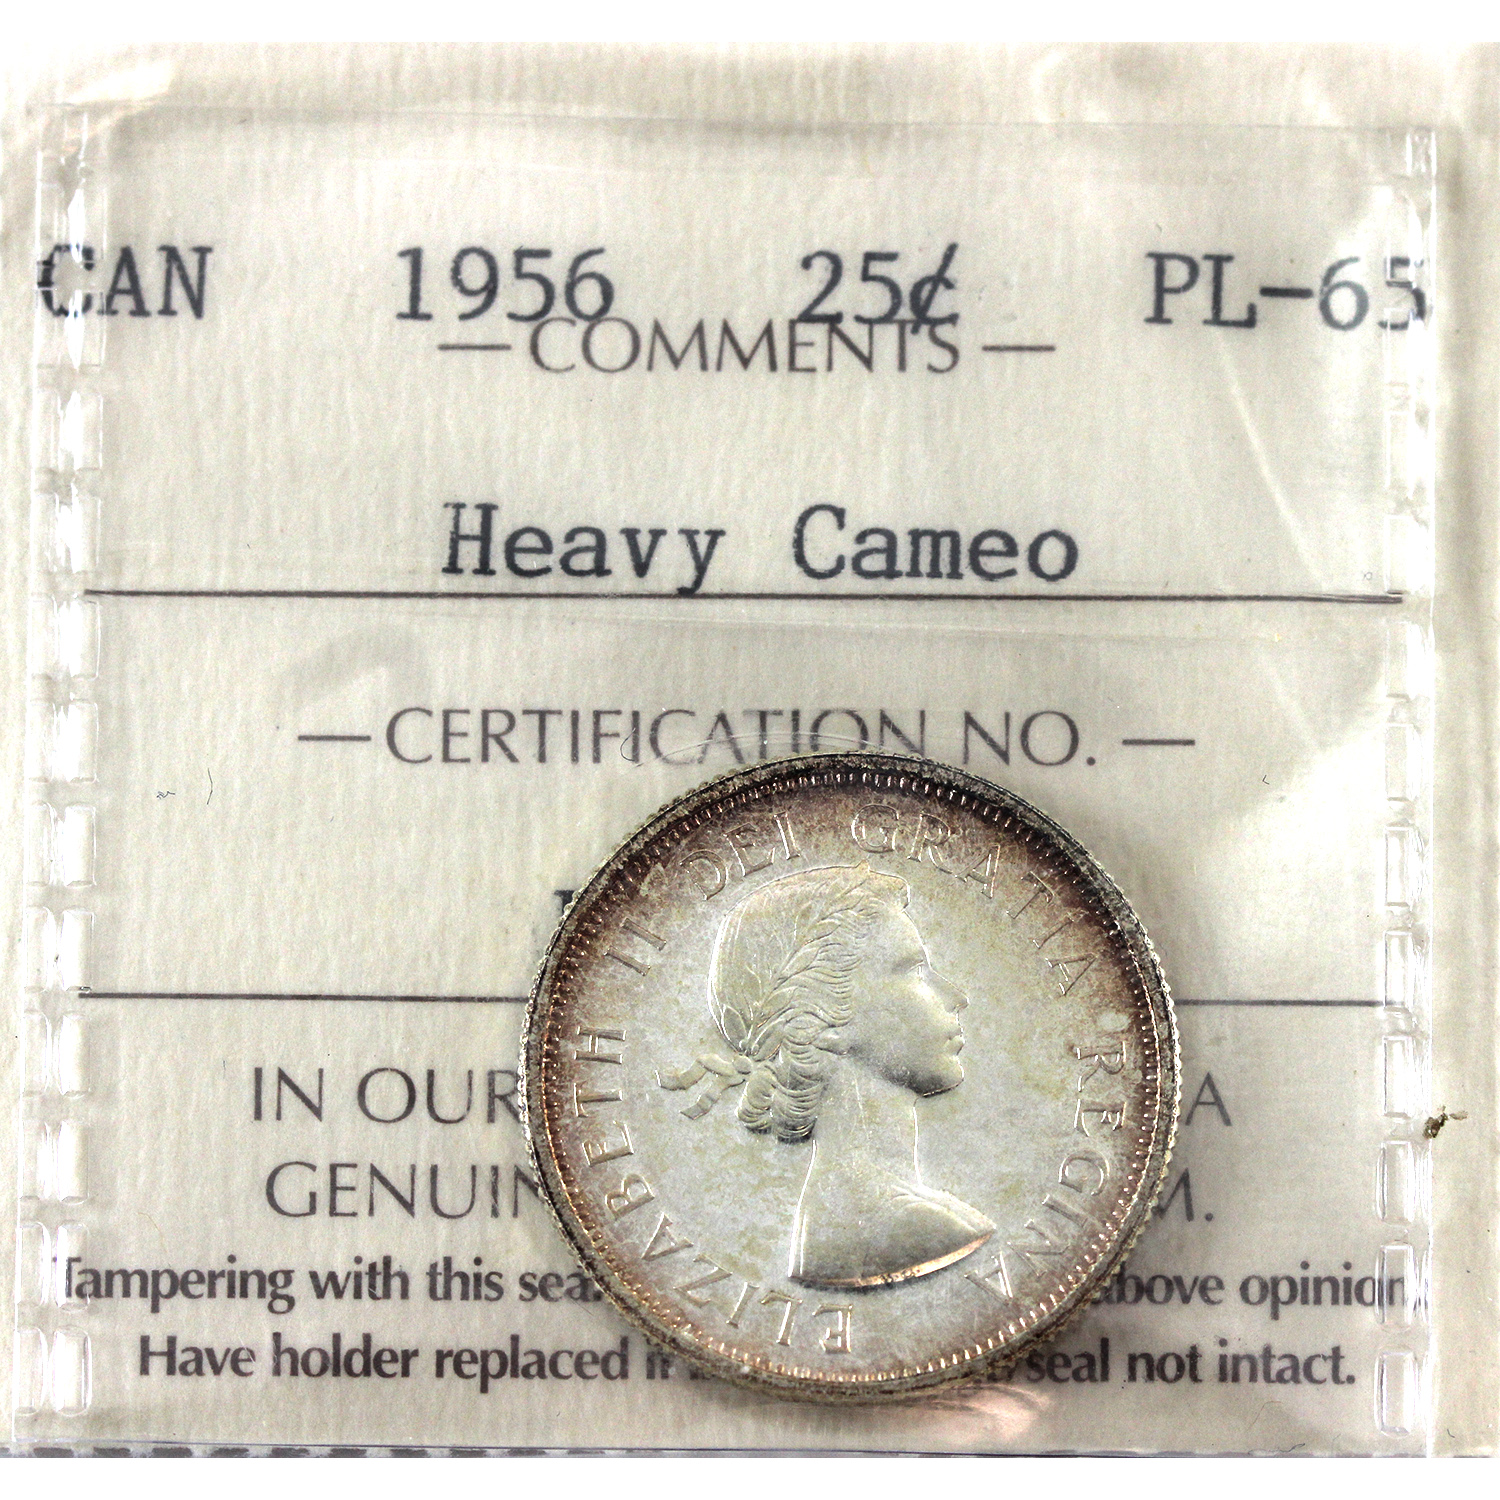 CAN 1956 25¢ PL-65
COMMENTS
Heavy Cameo
CERTIFICATION NO.
IN OUR A
GENUIN M.
Tampering with this sea above opinion
Have holder replaced if seal not intact.
ELIZABETH II DEI GRATIA REGINA